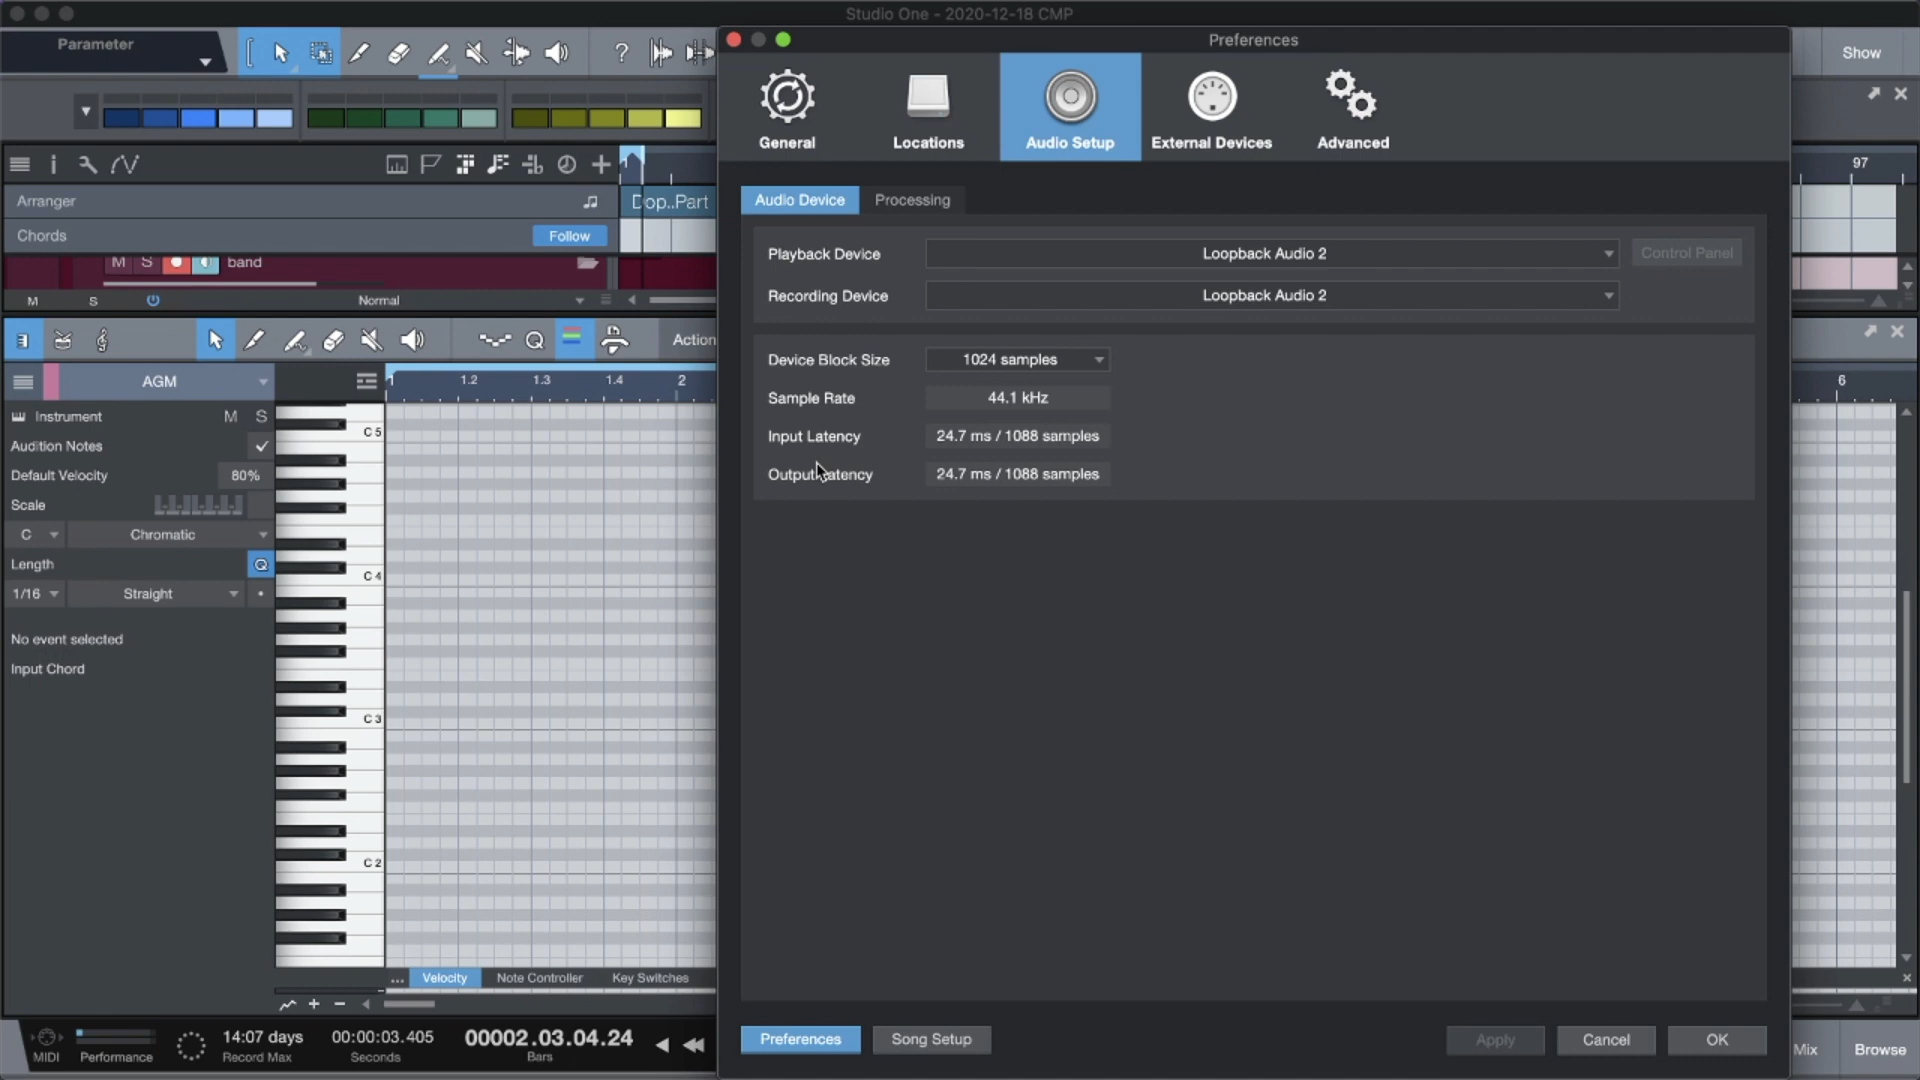 Studio One - 2020-12-18 CMP
Parameter
?
Preferences
Show
General
Locations
Audio Setup
External Devices
Advanced
97
Arranger
Chords
Follow
M S band
M S Normal
Audio Device
Processing
Playback Device
Loopback Audio 2
Control Panel
Recording Device
Loopback Audio 2
Action
Device Block Size
1024 samples
Sample Rate
44.1 kHz
Input Latency
24.7 ms / 1088 samples
Output Latency
24.7 ms / 1088 samples
AGM
1 1.2 1.3 1.4 2
6
Instrument M S
Audition Notes
Default Velocity 80%
Scale
C Chromatic
Length Q
1/16 Straight
No event selected
Input Chord
C 5
C 4
C 3
C 2
... Velocity Note Controller Key Switches
MIDI
Performance
14:07 days
Record Max
00:00:03.405
Seconds
00002.03.04.24
Bars
Preferences
Song Setup
Apply
Cancel
OK
Mix
Browse